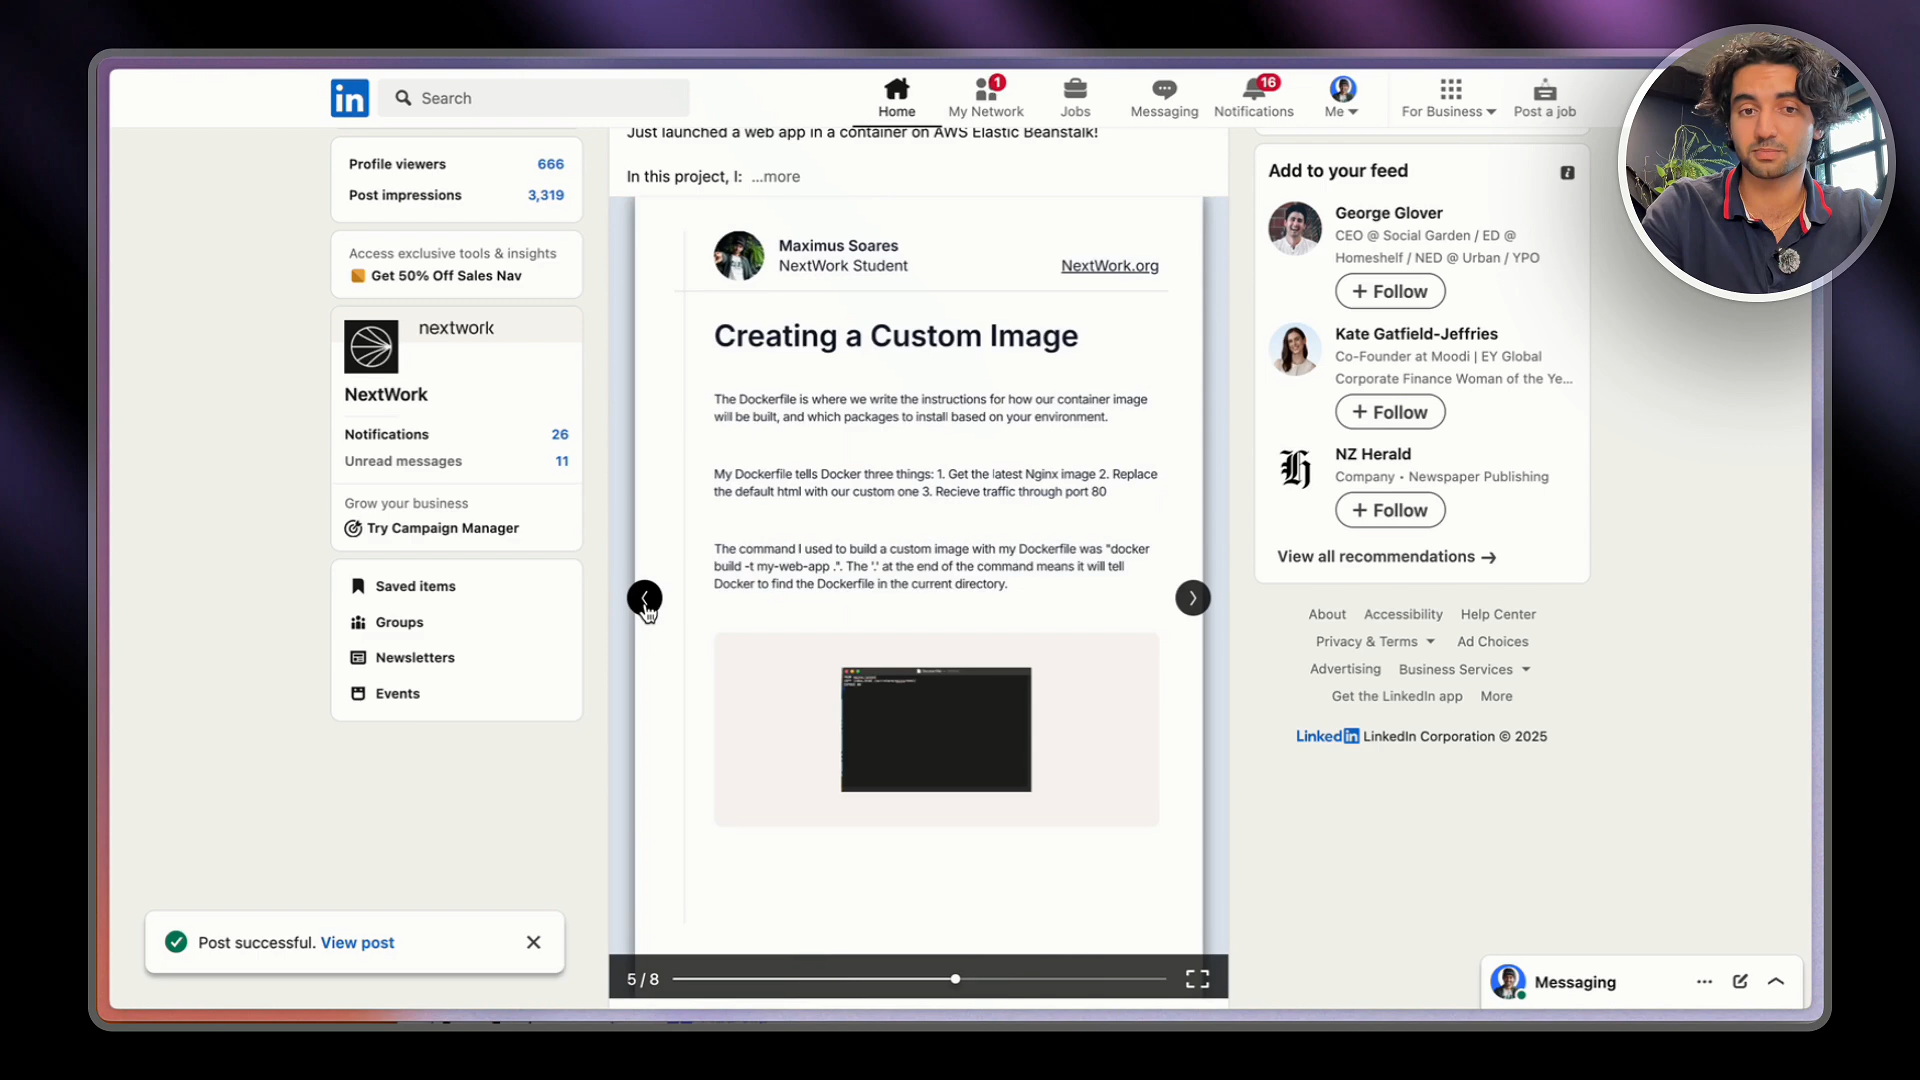 in
Search
Home
1
My Network
Jobs
Messaging
16
Notifications
Me
For Business
Post a job
Profile viewers 666
Post impressions 3,319
Access exclusive tools & insights
Get 50% Off Sales Nav
nextwork
NextWork
Notifications 26
Unread messages 11
Grow your business
Try Campaign Manager
Saved items
Groups
Newsletters
Events
Post successful. View post
Just launched a web app in a container on AWS Elastic Beanstalk!
In this project, I: ...more
Maximus Soares
NextWork Student
NextWork.org
Creating a Custom Image
The Dockerfile is where we write the instructions for how our container image
will be built, and which packages to install based on your environment.
My Dockerfile tells Docker three things: 1. Get the latest Nginx image 2. Replace
the default html with our custom one 3. Recieve traffic through port 80
The command I used to build a custom image with my Dockerfile was "docker
build -t my-web-app .". The '.' at the end of the command means it will tell
Docker to find the Dockerfile in the current directory.
5 / 8
Add to your feed
George Glover
CEO @ Social Garden / ED @
Homeshelf / NED @ Urban / YPO
+ Follow
Kate Gatfield-Jeffries
Co-Founder at Moodi | EY Global
Corporate Finance Woman of the Ye...
+ Follow
NZ Herald
Company • Newspaper Publishing
+ Follow
View all recommendations →
About Accessibility Help Center
Privacy & Terms Ad Choices
Advertising Business Services
Get the LinkedIn app More
LinkedIn LinkedIn Corporation © 2025
Messaging